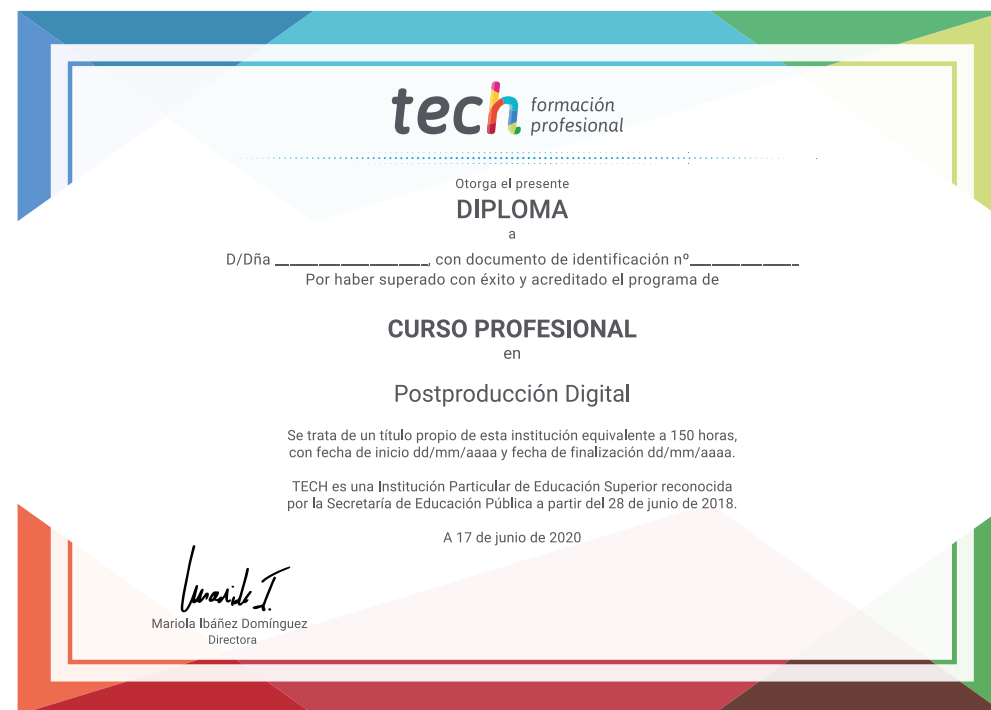 tech formación
profesional
Otorga el presente
DIPLOMA
a
D/Dña ____________________, con documento de identificación nº______________
Por haber superado con éxito y acreditado el programa de
CURSO PROFESIONAL
en
Postproducción Digital
Se trata de un título propio de esta institución equivalente a 150 horas,
con fecha de inicio dd/mm/aaaa y fecha de finalización dd/mm/aaaa.
TECH es una Institución Particular de Educación Superior reconocida
por la Secretaría de Educación Pública a partir del 28 de junio de 2018.
A 17 de junio de 2020
Mariola Ibáñez Domínguez
Directora